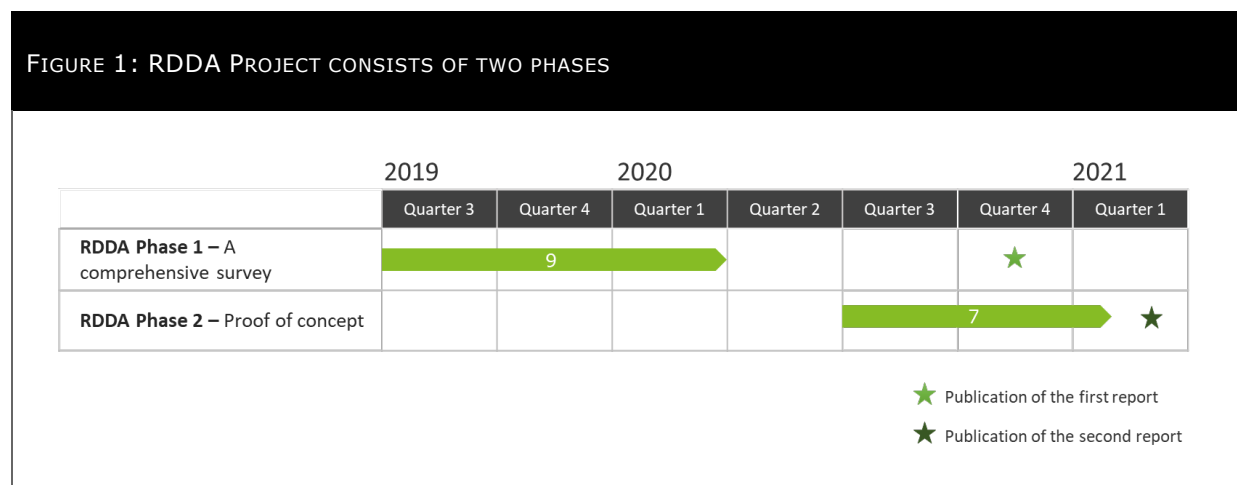 FIGURE 1: RDDA PROJECT CONSISTS OF TWO PHASES
2019 2020 2021
Quarter 3 Quarter 4 Quarter 1 Quarter 2 Quarter 3 Quarter 4 Quarter 1
RDDA Phase 1 – A
comprehensive survey
9
RDDA Phase 2 – Proof of concept
7
Publication of the first report
Publication of the second report